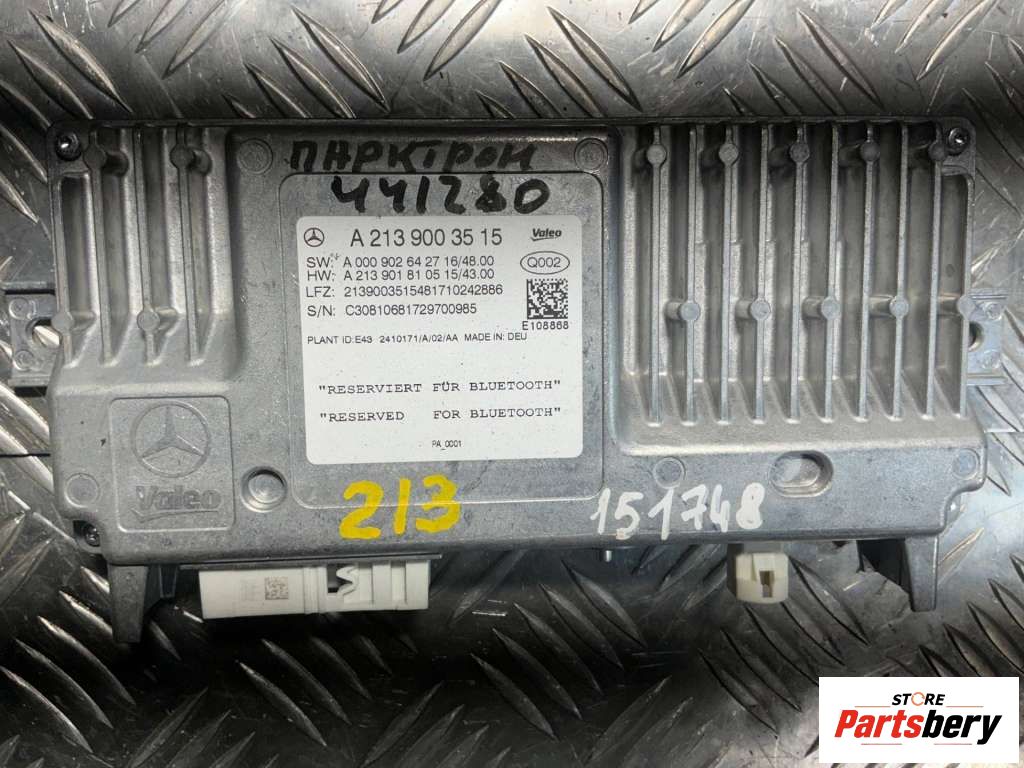 ПАРКТРОН
441280
A 213 900 35 15
Valeo
SW: A 000 902 64 27 16/48.00
HW: A 213 901 81 05 15/43.00
LFZ: 2139003515481710242886
S/N: C30810681729700985
Q002
E108868
PLANT ID:E43 2410171/A/02/AA MADE IN: DEU
"RESERVIERT FÜR BLUETOOTH"
"RESERVED FOR BLUETOOTH"
PA_0001
Valeo
213
151748
STORE
Partsbery